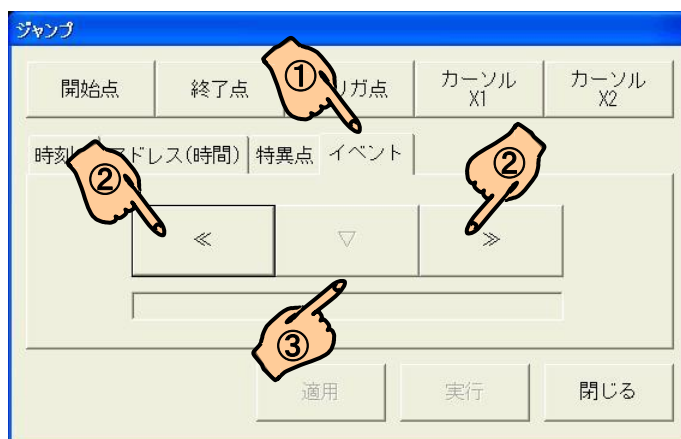 ジャンプ
開始点
終了点
①
リガ点
カーソル
X1
カーソル
X2
時刻
ドレス(時間)
特異点
イベント
②
②
≪
▽
≫
③
適用
実行
閉じる